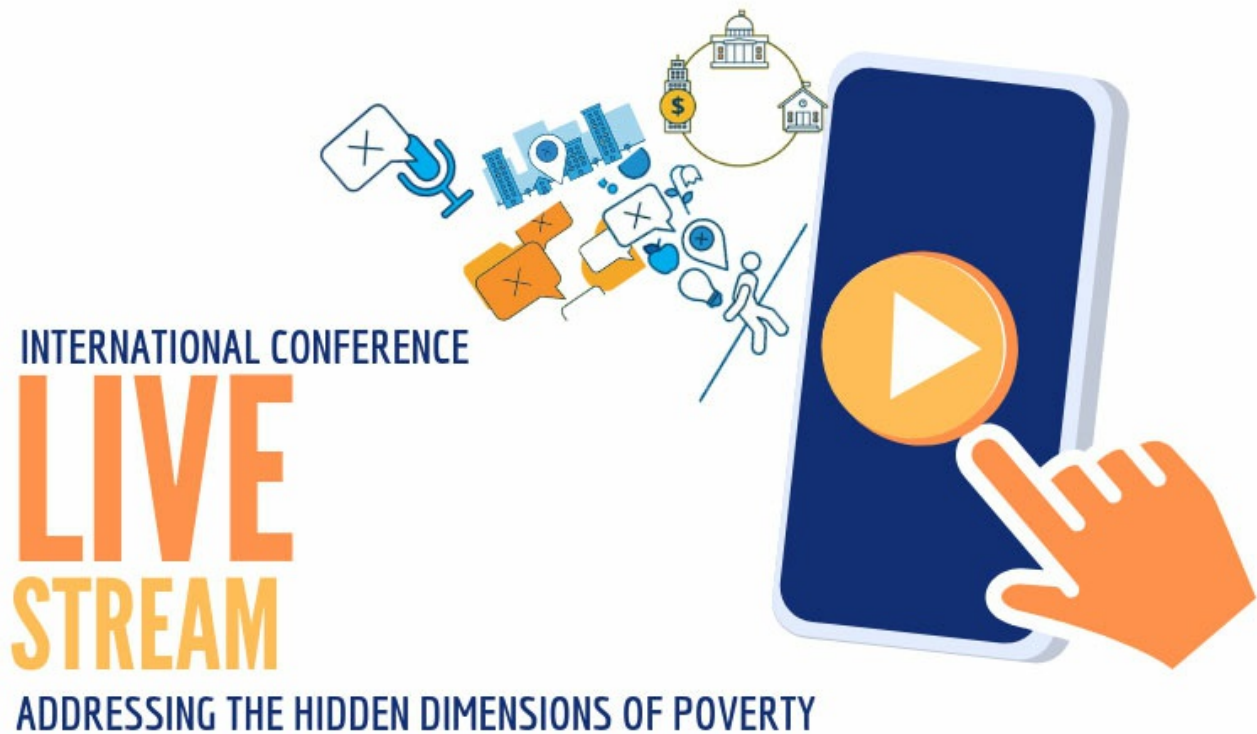 $
INTERNATIONAL CONFERENCE
LIVE
STREAM
ADDRESSING THE HIDDEN DIMENSIONS OF POVERTY